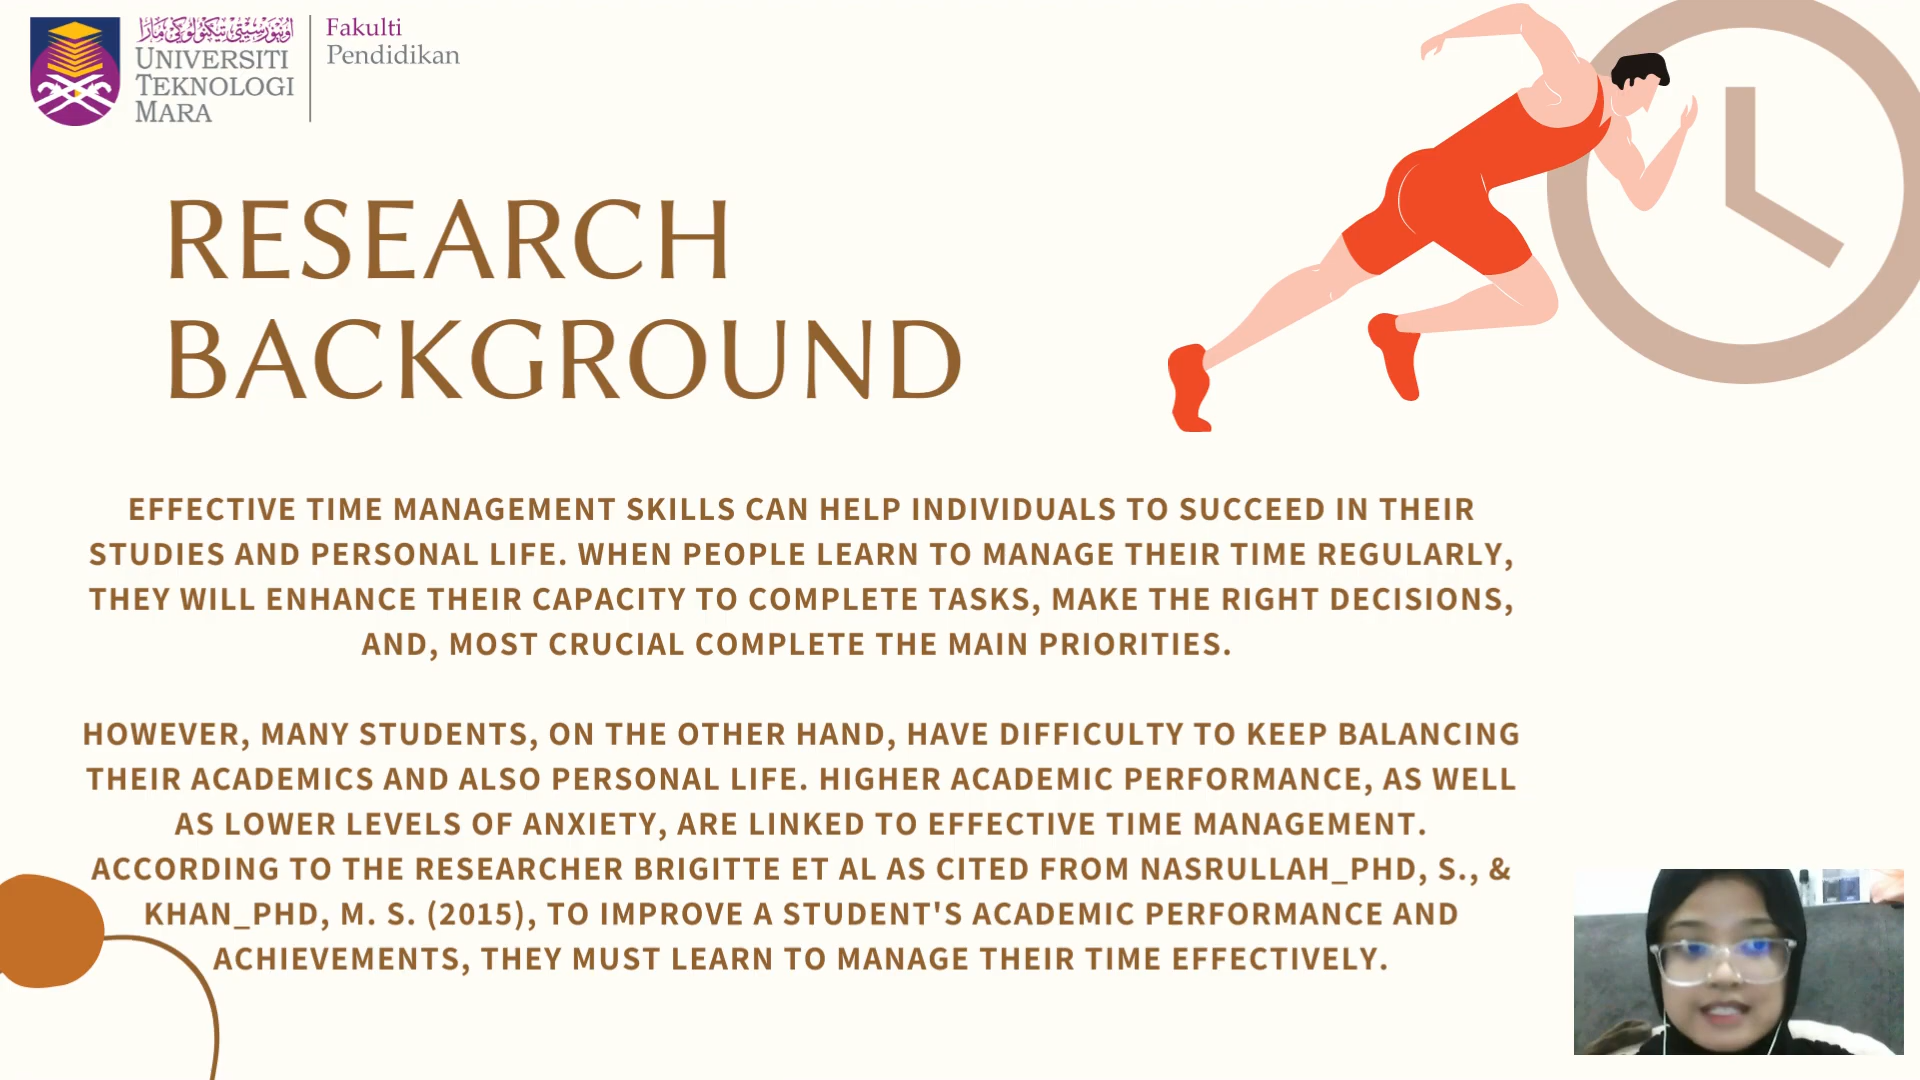 اونيۏرسيتي تيكنولوڬي مارا
UNIVERSITI
TEKNOLOGI
MARA
Fakulti
Pendidikan
RESEARCH
BACKGROUND
EFFECTIVE TIME MANAGEMENT SKILLS CAN HELP INDIVIDUALS TO SUCCEED IN THEIR
STUDIES AND PERSONAL LIFE. WHEN PEOPLE LEARN TO MANAGE THEIR TIME REGULARLY,
THEY WILL ENHANCE THEIR CAPACITY TO COMPLETE TASKS, MAKE THE RIGHT DECISIONS,
AND, MOST CRUCIAL COMPLETE THE MAIN PRIORITIES.
HOWEVER, MANY STUDENTS, ON THE OTHER HAND, HAVE DIFFICULTY TO KEEP BALANCING
THEIR ACADEMICS AND ALSO PERSONAL LIFE. HIGHER ACADEMIC PERFORMANCE, AS WELL
AS LOWER LEVELS OF ANXIETY, ARE LINKED TO EFFECTIVE TIME MANAGEMENT.
ACCORDING TO THE RESEARCHER BRIGITTE ET AL AS CITED FROM NASRULLAH_PHD, S., &
KHAN_PHD, M. S. (2015), TO IMPROVE A STUDENT'S ACADEMIC PERFORMANCE AND
ACHIEVEMENTS, THEY MUST LEARN TO MANAGE THEIR TIME EFFECTIVELY.